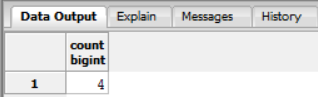 Data Output Explain Messages History
count
bigint
1 4